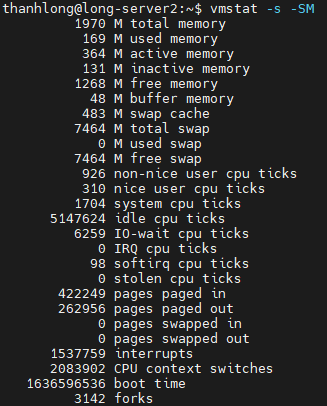 thanhlong@long-server2:~$ vmstat -s -SM
1970 M total memory
169 M used memory
364 M active memory
131 M inactive memory
1268 M free memory
48 M buffer memory
483 M swap cache
7464 M total swap
0 M used swap
7464 M free swap
926 non-nice user cpu ticks
310 nice user cpu ticks
1704 system cpu ticks
5147624 idle cpu ticks
6259 IO-wait cpu ticks
0 IRQ cpu ticks
98 softirq cpu ticks
0 stolen cpu ticks
422249 pages paged in
262956 pages paged out
0 pages swapped in
0 pages swapped out
1537759 interrupts
2083902 CPU context switches
1636596536 boot time
3142 forks